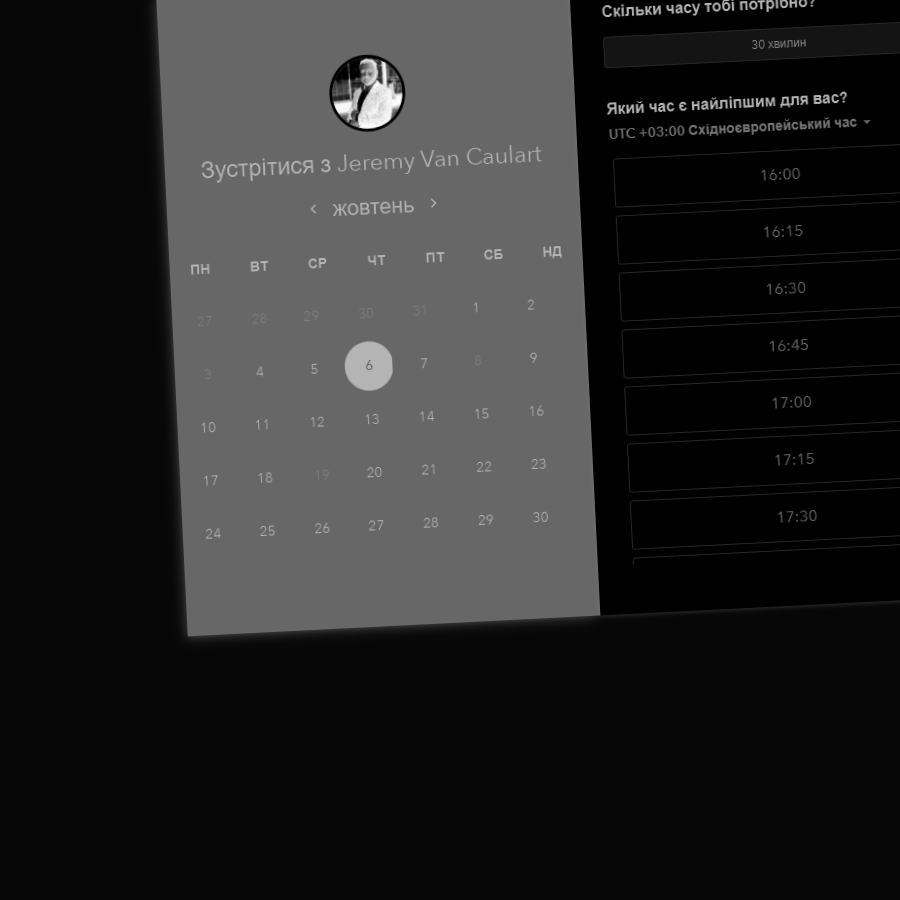 Зустрітися з Jeremy Van Caulart
жовтень
ПН ВТ СР ЧТ ПТ СБ НД
27 28 29 30 31 1 2
3 4 5 6 7 8 9
10 11 12 13 14 15 16
17 18 19 20 21 22 23
24 25 26 27 28 29 30
Скільки часу тобі потрібно?
30 хвилин
Який час є найліпшим для вас?
UTC +03:00 Східноєвропейський час
16:00
16:15
16:30
16:45
17:00
17:15
17:30